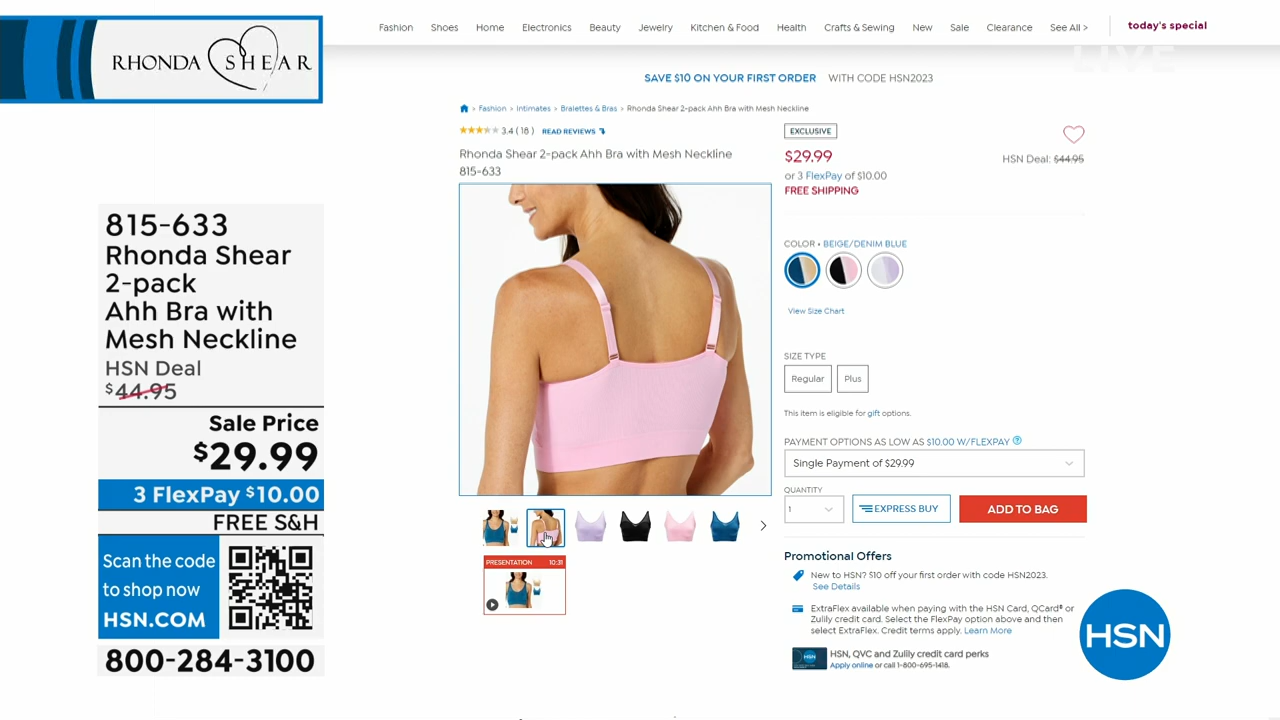 RHONDA SHEAR
Fashion Shoes Home Electronics Beauty Jewelry Kitchen & Food Health Crafts & Sewing New Sale Clearance See All > today's special
LIVE
SAVE $10 ON YOUR FIRST ORDER WITH CODE HSN2023
> Fashion > Intimates > Bralettes & Bras > Rhonda Shear 2-pack Ahh Bra with Mesh Neckline
3.4 ( 18 ) READ REVIEWS
Rhonda Shear 2-pack Ahh Bra with Mesh Neckline
815-633
EXCLUSIVE
$29.99
HSN Deal: $44.95
or 3 FlexPay of $10.00
FREE SHIPPING
COLOR • BEIGE/DENIM BLUE
View Size Chart
SIZE TYPE
Regular Plus
This item is eligible for gift options.
PAYMENT OPTIONS AS LOW AS $10.00 W/FLEXPAY ?
Single Payment of $29.99
QUANTITY
1
EXPRESS BUY
ADD TO BAG
Promotional Offers
New to HSN? $10 off your first order with code HSN2023.
See Details
ExtraFlex available when paying with the HSN Card, QCard® or
Zulily credit card. Select the FlexPay option above and then
select ExtraFlex. Credit terms apply. Learn More
HSN, QVC and Zulily credit card perks
Apply online or call 1-800-695-1418.
PRESENTATION 10:31
815-633
Rhonda Shear
2-pack
Ahh Bra with
Mesh Neckline
HSN Deal
$44.95
Sale Price
$29.99
3 FlexPay $10.00
FREE S&H
Scan the code
to shop now
HSN.COM
800-284-3100
HSN